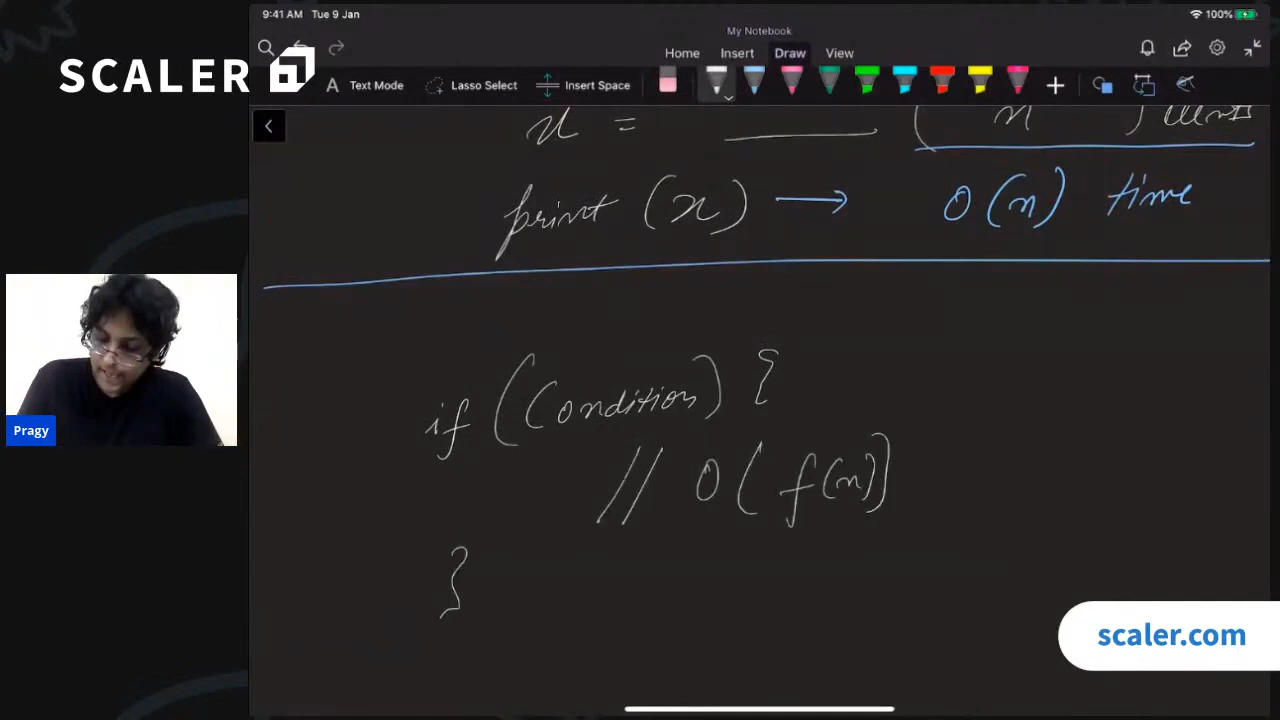 9:41 AM Tue 9 Jan
100%
My Notebook
Home Insert Draw View
SCALER
Text Mode Lasso Select Insert Space
x =
print (x) → O(n) time
if (Condition) {
// O( f(n))
}
Pragy
scaler.com